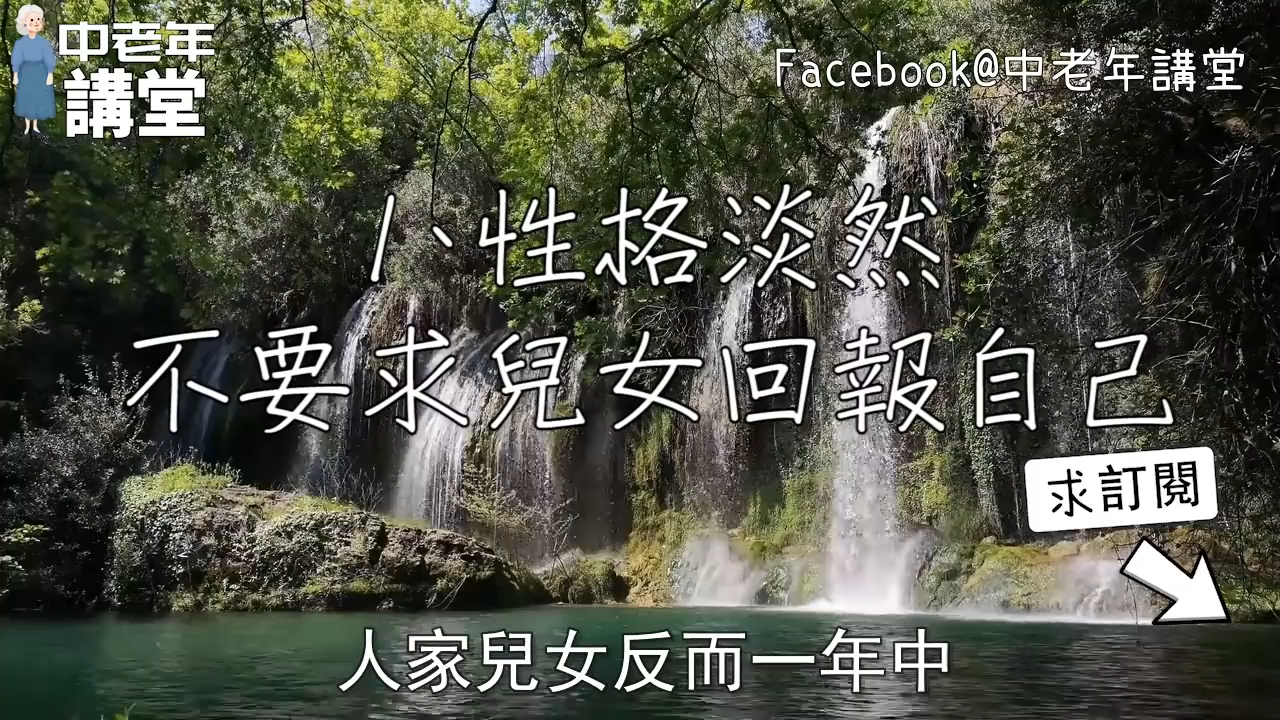 中老年
講堂
Facebook@中老年講堂
1、性格淡然
不要求兒女回報自己
求訂閱
人家兒女反而一年中